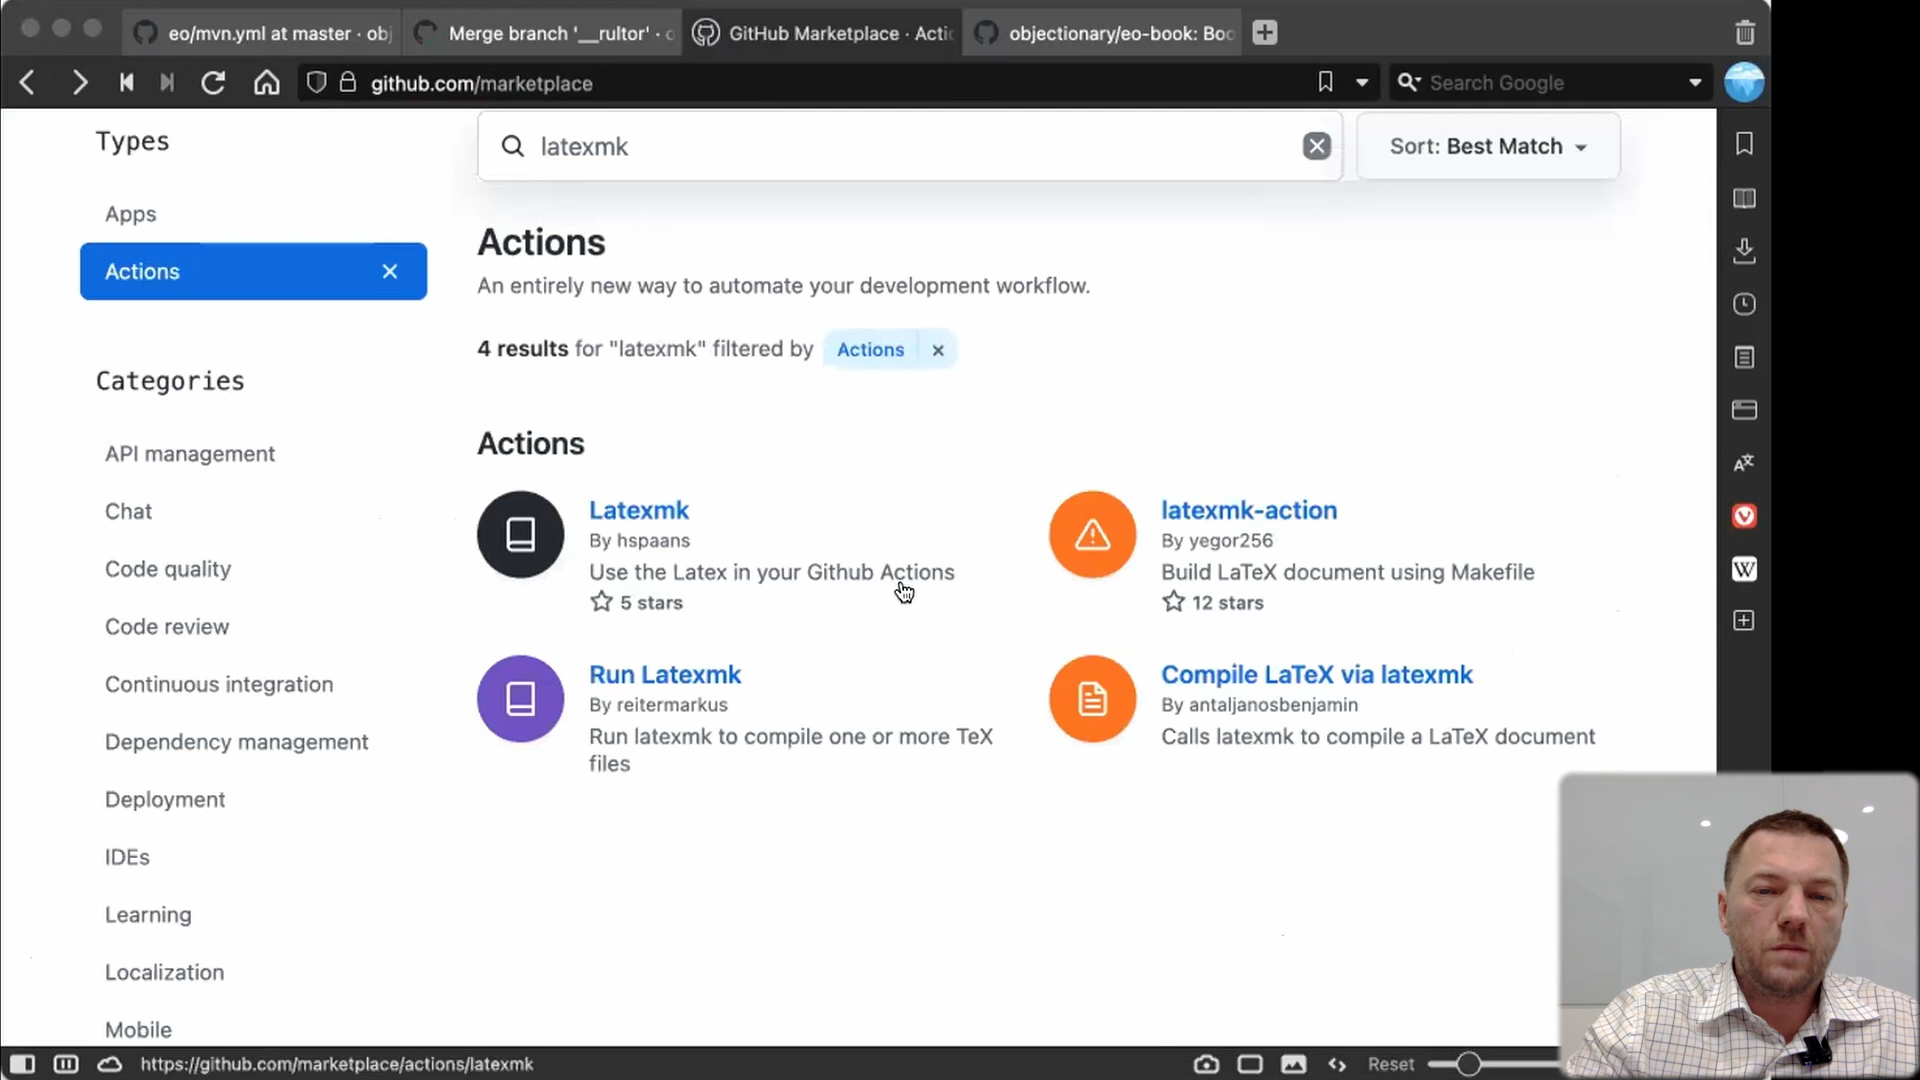 eo/mvn.yml at master · obj
Merge branch '__rultor' · o
GitHub Marketplace · Actio
objectionary/eo-book: Boo
github.com/marketplace
Search Google
Types
latexmk
Sort: Best Match
Apps
Actions
Actions
An entirely new way to automate your development workflow.
4 results for "latexmk" filtered by Actions
Categories
Actions
API management
Chat
Code quality
Code review
Continuous integration
Dependency management
Deployment
IDEs
Learning
Localization
Mobile
Latexmk
By hspaans
Use the Latex in your Github Actions
5 stars
latexmk-action
By yegor256
Build LaTeX document using Makefile
12 stars
Run Latexmk
By reitermarkus
Run latexmk to compile one or more TeX
files
Compile LaTeX via latexmk
By antaljanosbenjamin
Calls latexmk to compile a LaTeX document
W
https://github.com/marketplace/actions/latexmk
Reset